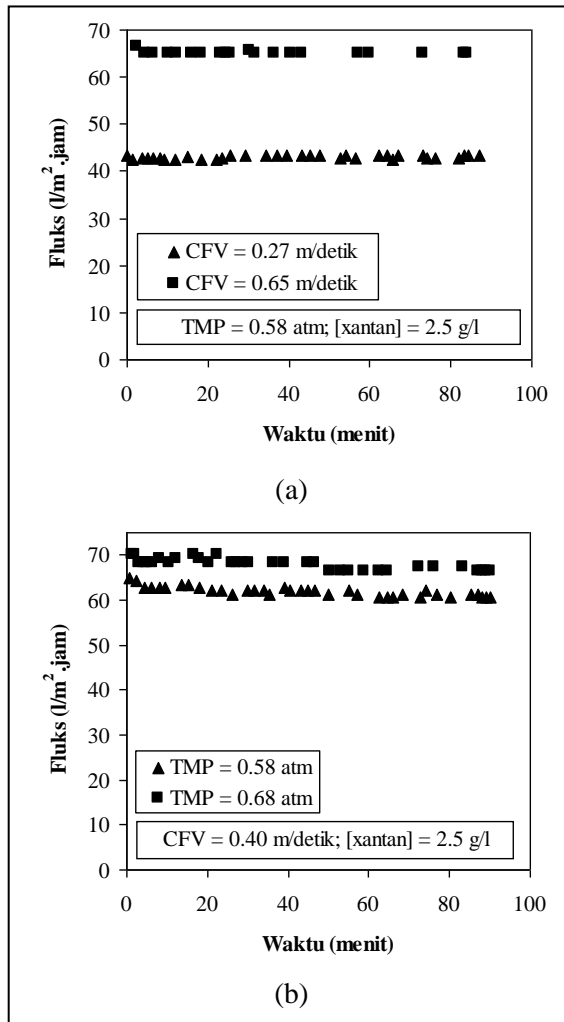 70
60
50
40
30
20
10
0
Fluks (l/m².jam)
CFV = 0.27 m/detik
CFV = 0.65 m/detik
TMP = 0.58 atm; [xantan] = 2.5 g/l
0 20 40 60 80 100
Waktu (menit)
(a)
70
60
50
40
30
20
10
0
Fluks (l/m².jam)
TMP = 0.58 atm
TMP = 0.68 atm
CFV = 0.40 m/detik; [xantan] = 2.5 g/l
0 20 40 60 80 100
Waktu (menit)
(b)